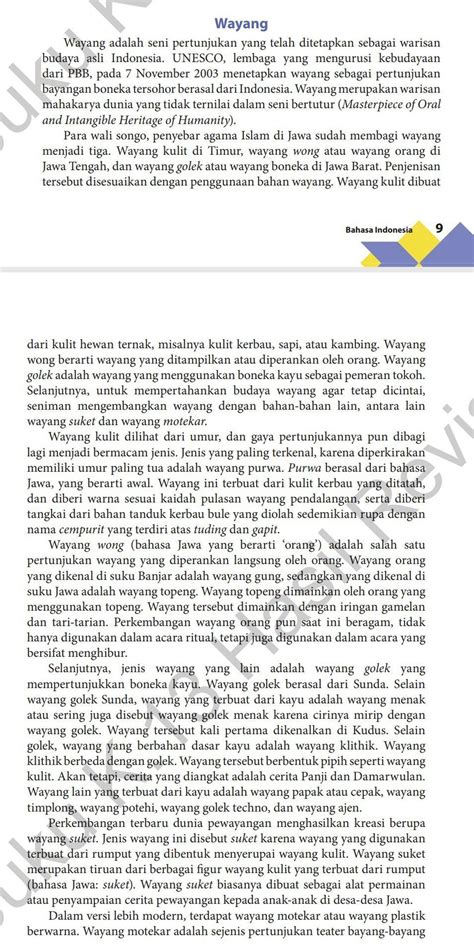 Wayang
Wayang adalah seni pertunjukan yang telah ditetapkan sebagai warisan
budaya asli Indonesia. UNESCO, lembaga yang mengurusi kebudayaan
dari PBB, pada 7 November 2003 menetapkan wayang sebagai pertunjukan
bayangan boneka tersohor berasal dari Indonesia. Wayang merupakan warisan
mahakarya dunia yang tidak ternilai dalam seni bertutur (Masterpiece of Oral
and Intangible Heritage of Humanity).
Para wali songo, penyebar agama Islam di Jawa sudah membagi wayang
menjadi tiga. Wayang kulit di Timur, wayang wong atau wayang orang di
Jawa Tengah, dan wayang golek atau wayang boneka di Jawa Barat. Penjenisan
tersebut disesuaikan dengan penggunaan bahan wayang. Wayang kulit dibuat
Bahasa Indonesia 9
dari kulit hewan ternak, misalnya kulit kerbau, sapi, atau kambing. Wayang
wong berarti wayang yang ditampilkan atau diperankan oleh orang. Wayang
golek adalah wayang yang menggunakan boneka kayu sebagai pemeran tokoh.
Selanjutnya, untuk mempertahankan budaya wayang agar tetap dicintai,
seniman mengembangkan wayang dengan bahan-bahan lain, antara lain
wayang suket dan wayang motekar.
Wayang kulit dilihat dari umur, dan gaya pertunjukannya pun dibagi
lagi menjadi bermacam jenis. Jenis yang paling terkenal, karena diperkirakan
memiliki umur paling tua adalah wayang purwa. Purwa berasal dari bahasa
Jawa, yang berarti awal. Wayang ini terbuat dari kulit kerbau yang ditatah,
dan diberi warna sesuai kaidah pulasan wayang pendalangan, serta diberi
tangkai dari bahan tanduk kerbau bule yang diolah sedemikian rupa dengan
nama cempurit yang terdiri atas tuding dan gapit.
Wayang wong (bahasa Jawa yang berarti ‘orang’) adalah salah satu
pertunjukan wayang yang diperankan langsung oleh orang. Wayang orang
yang dikenal di suku Banjar adalah wayang gung, sedangkan yang dikenal di
suku Jawa adalah wayang topeng. Wayang topeng dimainkan oleh orang yang
menggunakan topeng. Wayang tersebut dimainkan dengan iringan gamelan
dan tari-tarian. Perkembangan wayang orang pun saat ini beragam, tidak
hanya digunakan dalam acara ritual, tetapi juga digunakan dalam acara yang
bersifat menghibur.
Selanjutnya, jenis wayang yang lain adalah wayang golek yang
mempertunjukkan boneka kayu. Wayang golek berasal dari Sunda. Selain
wayang golek Sunda, wayang yang terbuat dari kayu adalah wayang menak
atau sering juga disebut wayang golek menak karena cirinya mirip dengan
wayang golek. Wayang tersebut kali pertama dikenalkan di Kudus. Selain
golek, wayang yang berbahan dasar kayu adalah wayang klithik. Wayang
klithik berbeda dengan golek. Wayang tersebut berbentuk pipih seperti wayang
kulit. Akan tetapi, cerita yang diangkat adalah cerita Panji dan Damarwulan.
Wayang lain yang terbuat dari kayu adalah wayang papak atau cepak, wayang
timplong, wayang potehi, wayang golek techno, dan wayang ajen.
Perkembangan terbaru dunia pewayangan menghasilkan kreasi berupa
wayang suket. Jenis wayang ini disebut suket karena wayang yang digunakan
terbuat dari rumput yang dibentuk menyerupai wayang kulit. Wayang suket
merupakan tiruan dari berbagai figur wayang kulit yang terbuat dari rumput
(bahasa Jawa: suket). Wayang suket biasanya dibuat sebagai alat permainan
atau penyampaian cerita pewayangan kepada anak-anak di desa-desa Jawa.
Dalam versi lebih modern, terdapat wayang motekar atau wayang plastik
berwarna. Wayang motekar adalah sejenis pertunjukan teater bayang-bayang